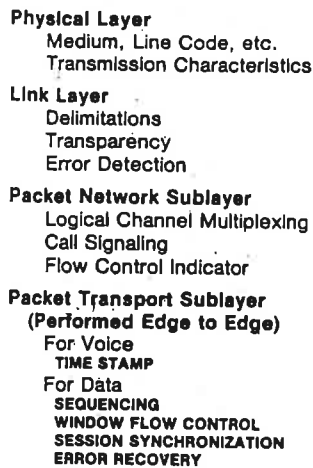 Physical Layer
Medium, Line Code, etc.
Transmission Characteristics
Link Layer
Delimitations
Transparency
Error Detection
Packet Network Sublayer
Logical Channel Multiplexing
Call Signaling
Flow Control Indicator
Packet Transport Sublayer
(Performed Edge to Edge)
For Voice
TIME STAMP
For Data
SEQUENCING
WINDOW FLOW CONTROL
SESSION SYNCHRONIZATION
ERROR RECOVERY